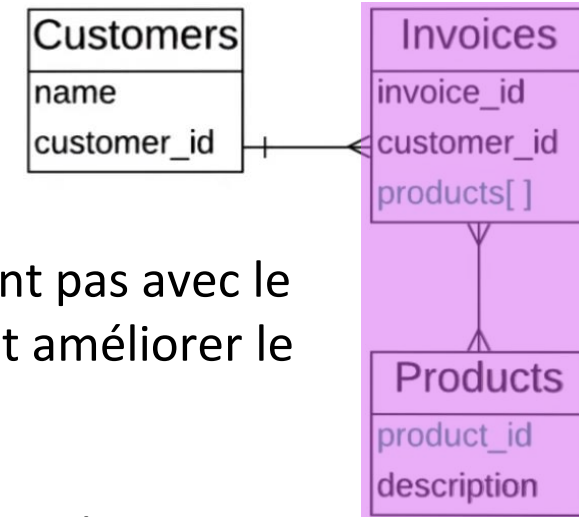 Customers
name
customer_id
Invoices
invoice_id
customer_id
products[ ]
nt pas avec le
t améliorer le
Products
product_id
description